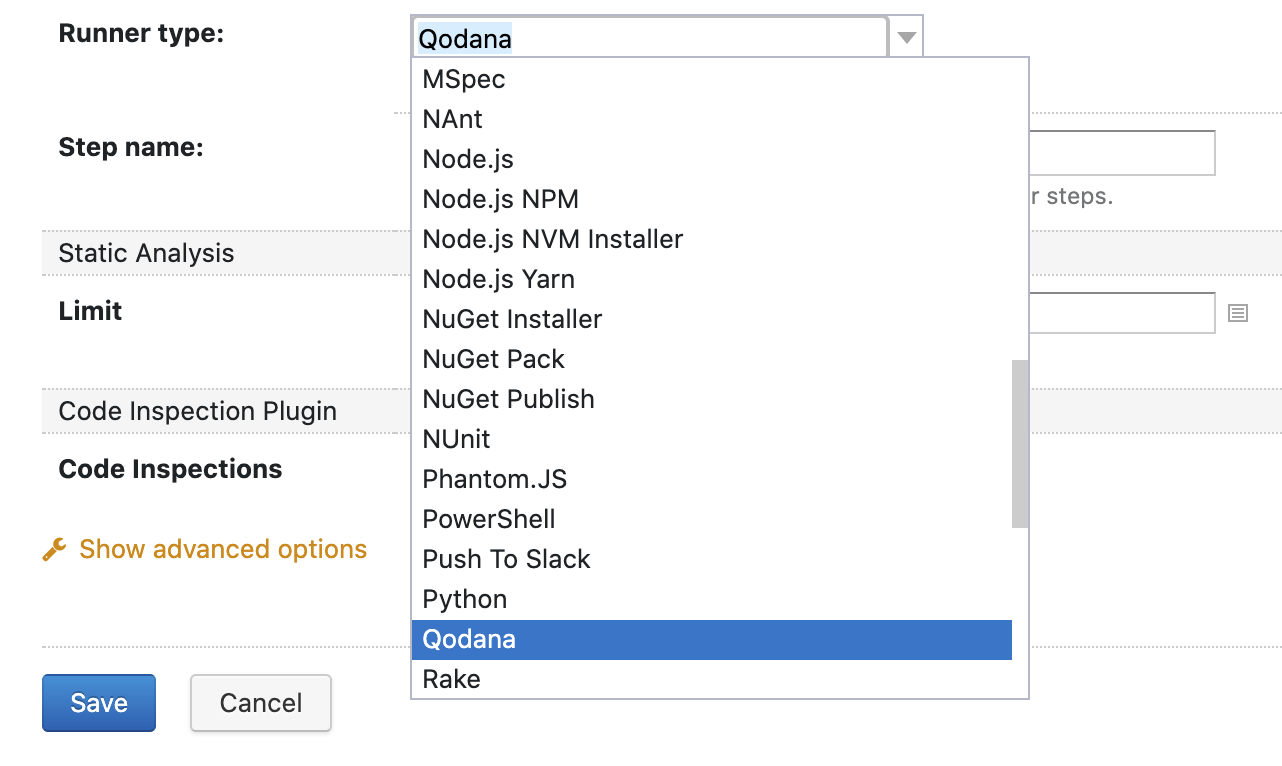 Runner type:
Qodana
MSpec
NAnt
Node.js
Node.js NPM
Node.js NVM Installer
Node.js Yarn
NuGet Installer
NuGet Pack
NuGet Publish
NUnit
Phantom.JS
PowerShell
Push To Slack
Python
Qodana
Rake
Step name:
r steps.
Static Analysis
Limit
Code Inspection Plugin
Code Inspections
Show advanced options
Save
Cancel